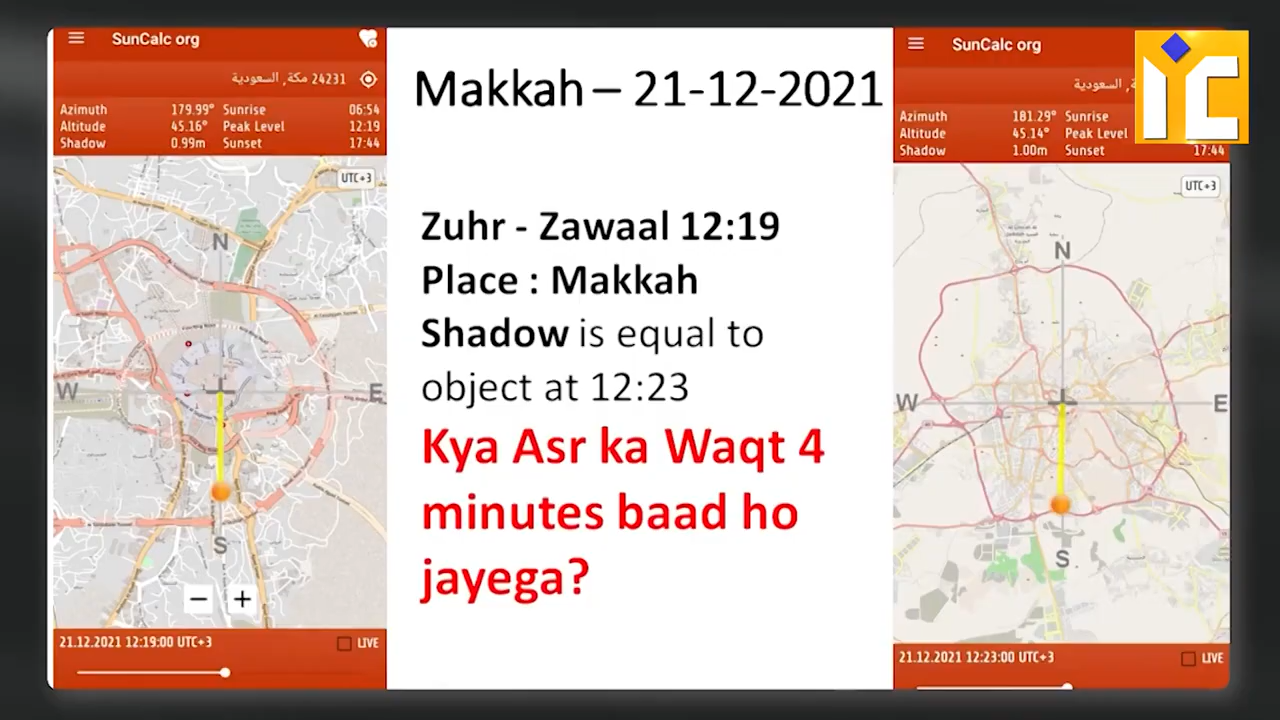 SunCalc org
24231 مكة, السعودية
Azimuth 179.99° Sunrise 06:54
Altitude 45.16° Peak Level 12:19
Shadow 0.99m Sunset 17:44
UTC+3
N
W
E
S
− +
21.12.2021 12:19:00 UTC+3 LIVE
Makkah – 21-12-2021
Zuhr - Zawaal 12:19
Place : Makkah
Shadow is equal to
object at 12:23
Kya Asr ka Waqt 4
minutes baad ho
jayega?
SunCalc org
السعودية
Azimuth 181.29° Sunrise
Altitude 45.14° Peak Level
Shadow 1.00m Sunset 17:44
UTC+3
N
W
E
S
21.12.2021 12:23:00 UTC+3 LIVE
YC